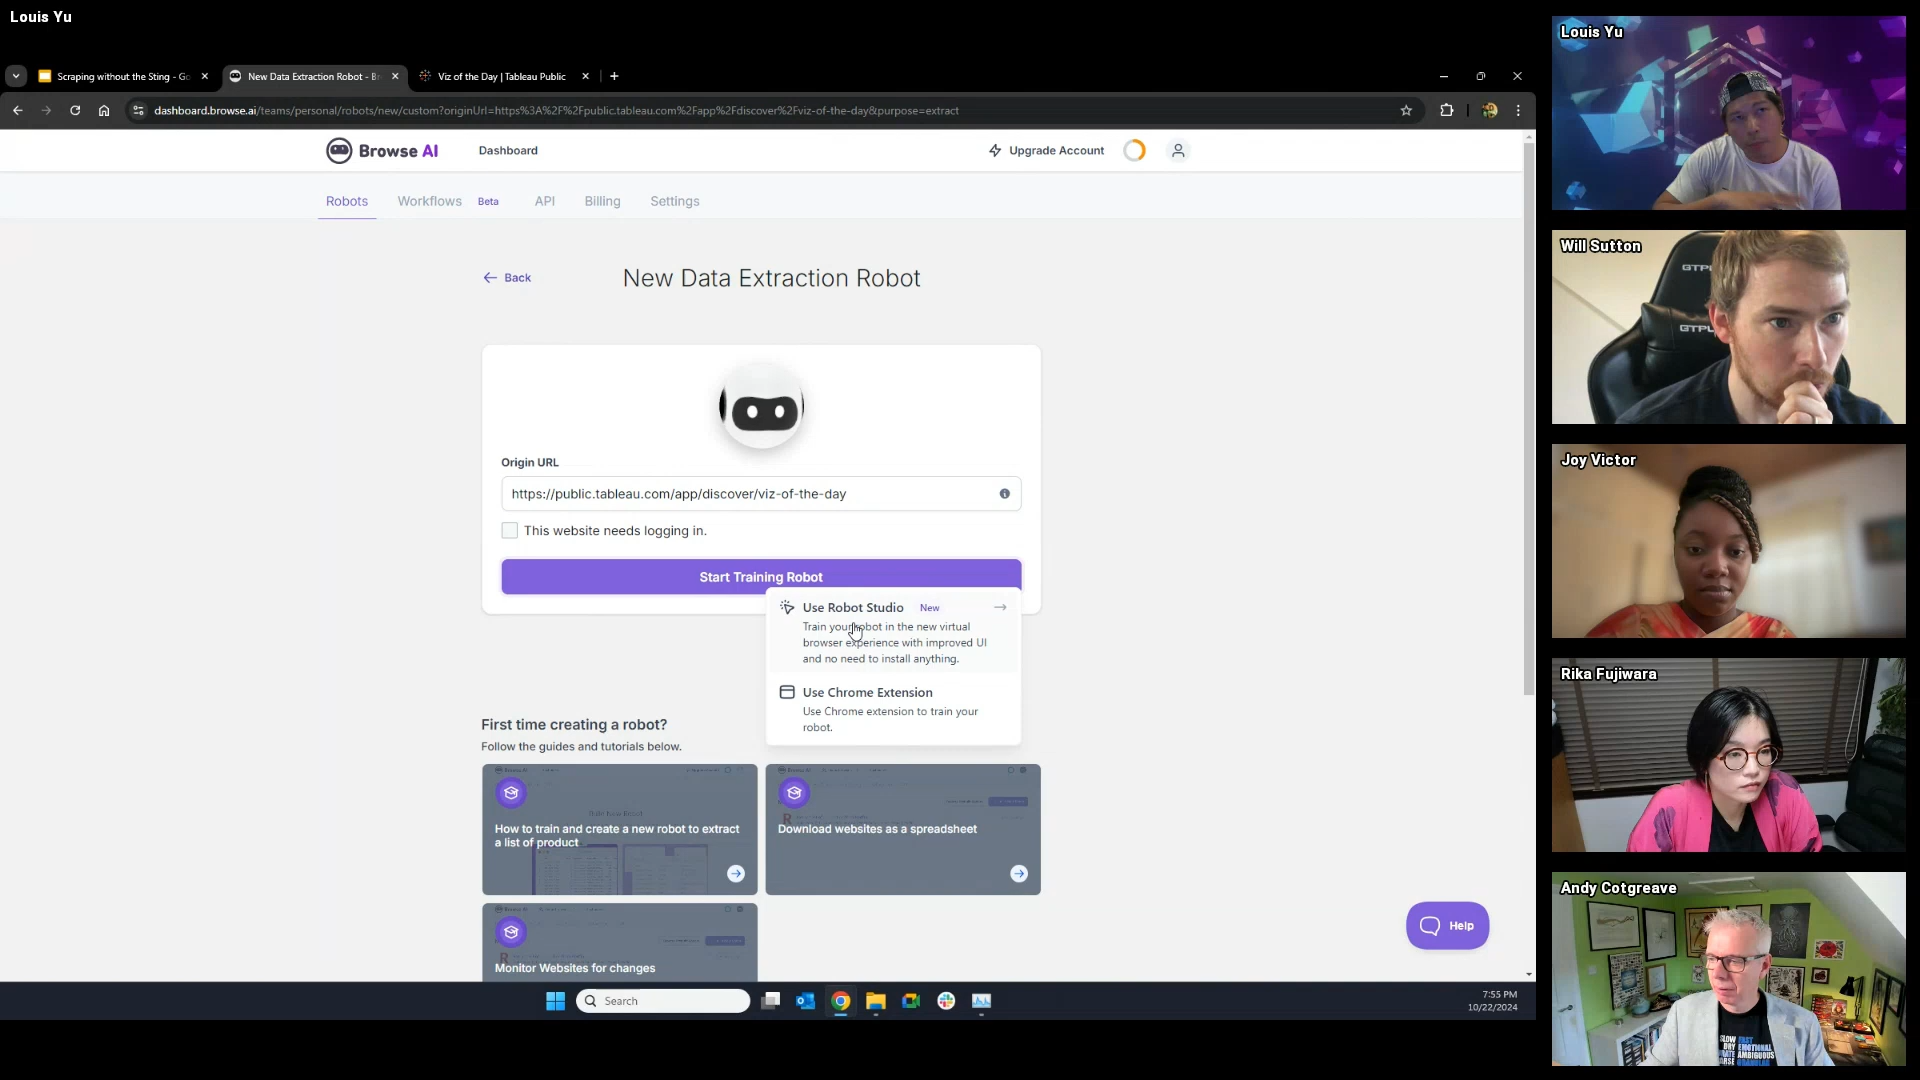 Louis Yu
Scraping without the Sting - Go
New Data Extraction Robot - Br
Viz of the Day | Tableau Public
dashboard.browse.ai/teams/personal/robots/new/custom?originUrl=https%3A%2F%2Fpublic.tableau.com%2Fapp%2Fdiscover%2Fviz-of-the-day&purpose=extract
Browse AI
Dashboard
Upgrade Account
Robots
Workflows Beta
API
Billing
Settings
Back
New Data Extraction Robot
Origin URL
https://public.tableau.com/app/discover/viz-of-the-day
This website needs logging in.
Start Training Robot
Use Robot Studio New
Train your robot in the new virtual
browser experience with improved UI
and no need to install anything.
Use Chrome Extension
Use Chrome extension to train your
robot.
First time creating a robot?
Follow the guides and tutorials below.
How to train and create a new robot to extract
a list of product
Download websites as a spreadsheet
Monitor Websites for changes
Help
Search
7:55 PM
10/22/2024
Louis Yu
Will Sutton
GTPL
Joy Victor
Rika Fujiwara
Andy Cotgreave